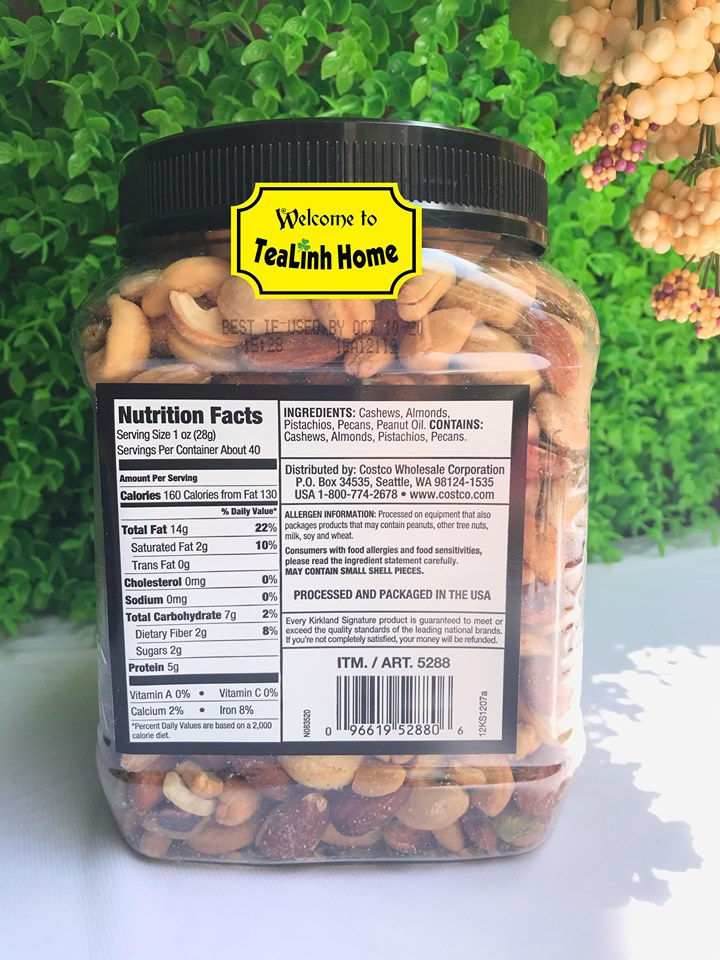 Welcome to
TeaLinh Home
BEST IF USED BY OCT 10 20
15:28
Nutrition Facts
Serving Size 1 oz (28g)
Servings Per Container About 40
Amount Per Serving
Calories 160 Calories from Fat 130
% Daily Value*
Total Fat 14g 22%
Saturated Fat 2g 10%
Trans Fat 0g
Cholesterol 0mg 0%
Sodium 0mg 0%
Total Carbohydrate 7g 2%
Dietary Fiber 2g 8%
Sugars 2g
Protein 5g
Vitamin A 0% • Vitamin C 0%
Calcium 2% • Iron 8%
*Percent Daily Values are based on a 2,000
calorie diet.
INGREDIENTS: Cashews, Almonds,
Pistachios, Pecans, Peanut Oil. CONTAINS:
Cashews, Almonds, Pistachios, Pecans.
Distributed by: Costco Wholesale Corporation
P.O. Box 34535, Seattle, WA 98124-1535
USA 1-800-774-2678 • www.costco.com
ALLERGEN INFORMATION: Processed on equipment that also
packages products that may contain peanuts, other tree nuts,
milk, soy and wheat.
Consumers with food allergies and food sensitivities,
please read the ingredient statement carefully.
MAY CONTAIN SMALL SHELL PIECES.
PROCESSED AND PACKAGED IN THE USA
Every Kirkland Signature product is guaranteed to meet or
exceed the quality standards of the leading national brands.
If you're not completely satisfied, your money will be refunded.
ITM. / ART. 5288
N083520
0 96619 52880 6
12KS1207a